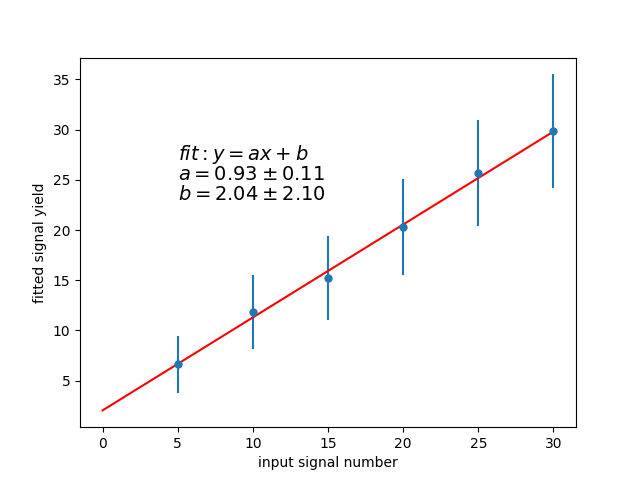 35
30
25
20
15
10
5
fit : y = ax + b
a = 0.93 ± 0.11
b = 2.04 ± 2.10
fitted signal yield
0 5 10 15 20 25 30
input signal number